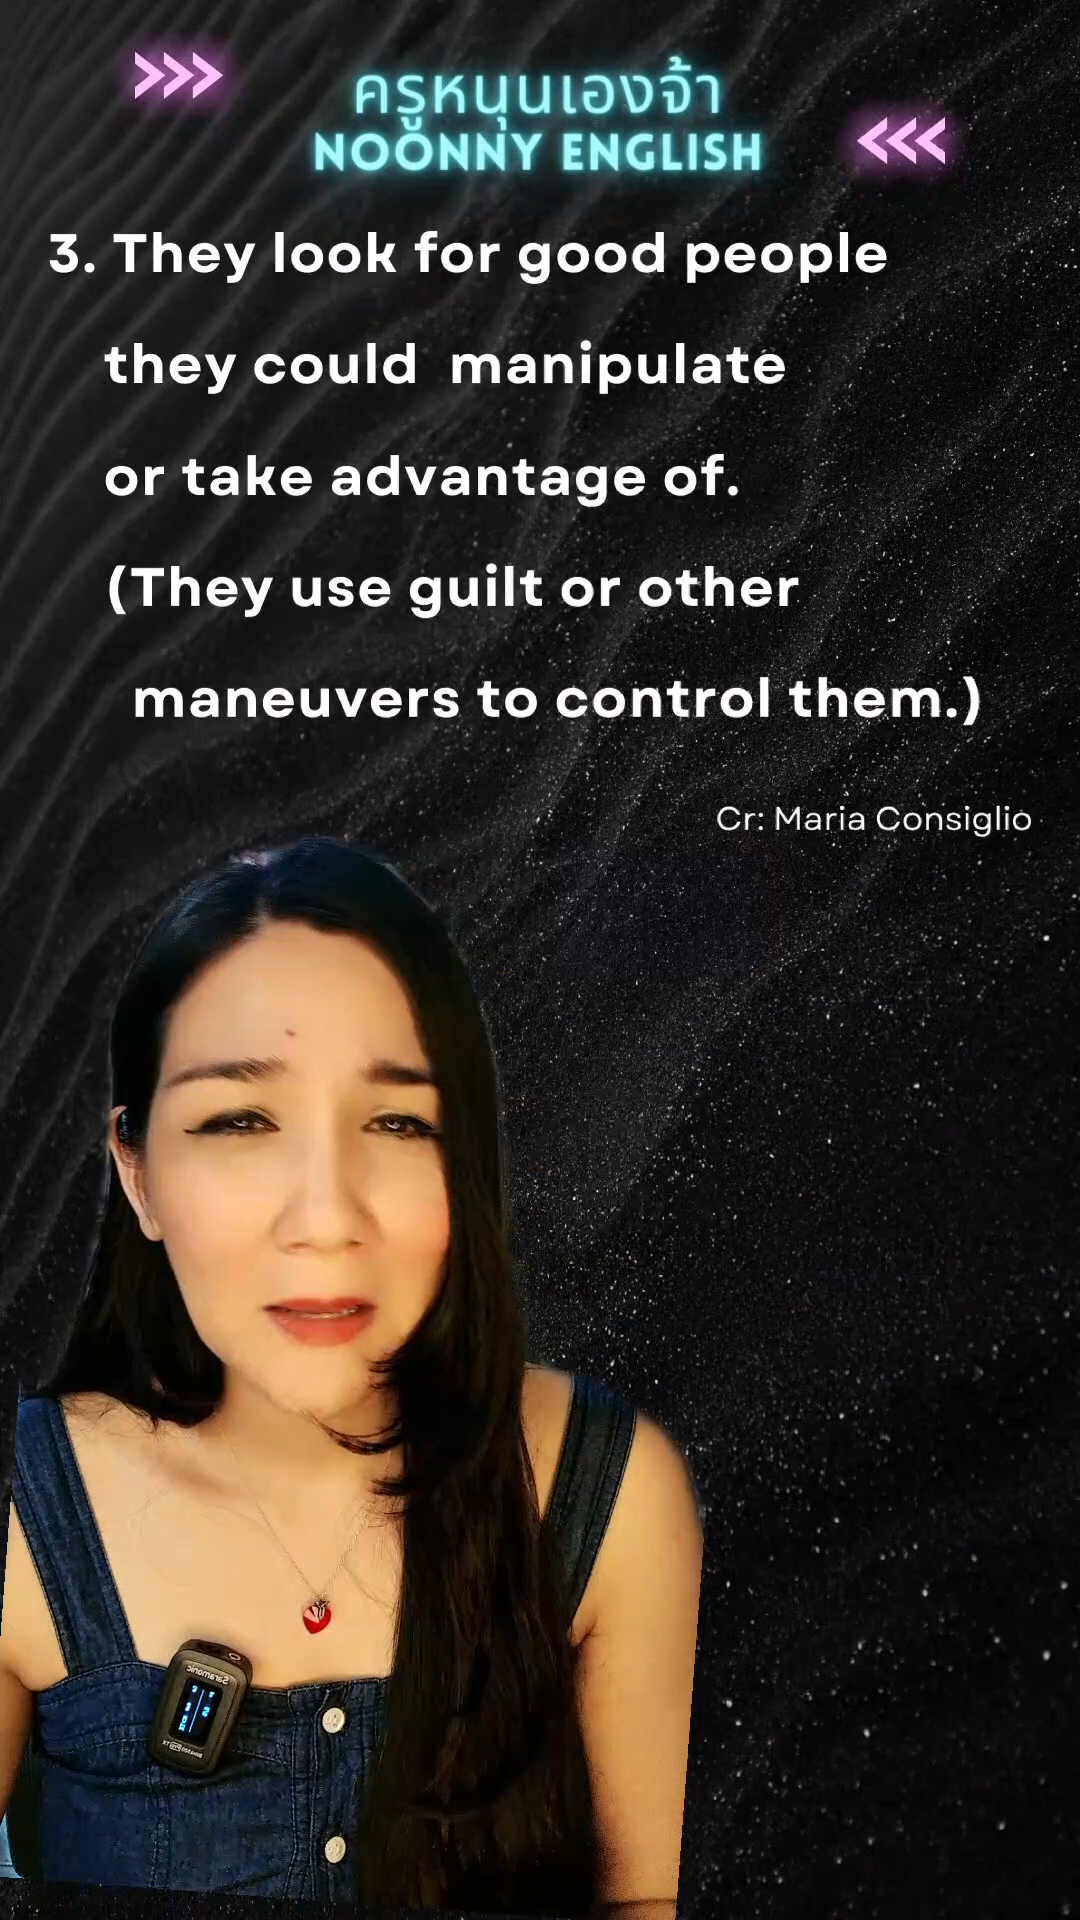 ครูหนุนเองจ้า
NOONNY ENGLISH
3. They look for good people
they could manipulate
or take advantage of.
(They use guilt or other
maneuvers to control them.)
Cr: Maria Consiglio
Saramonic